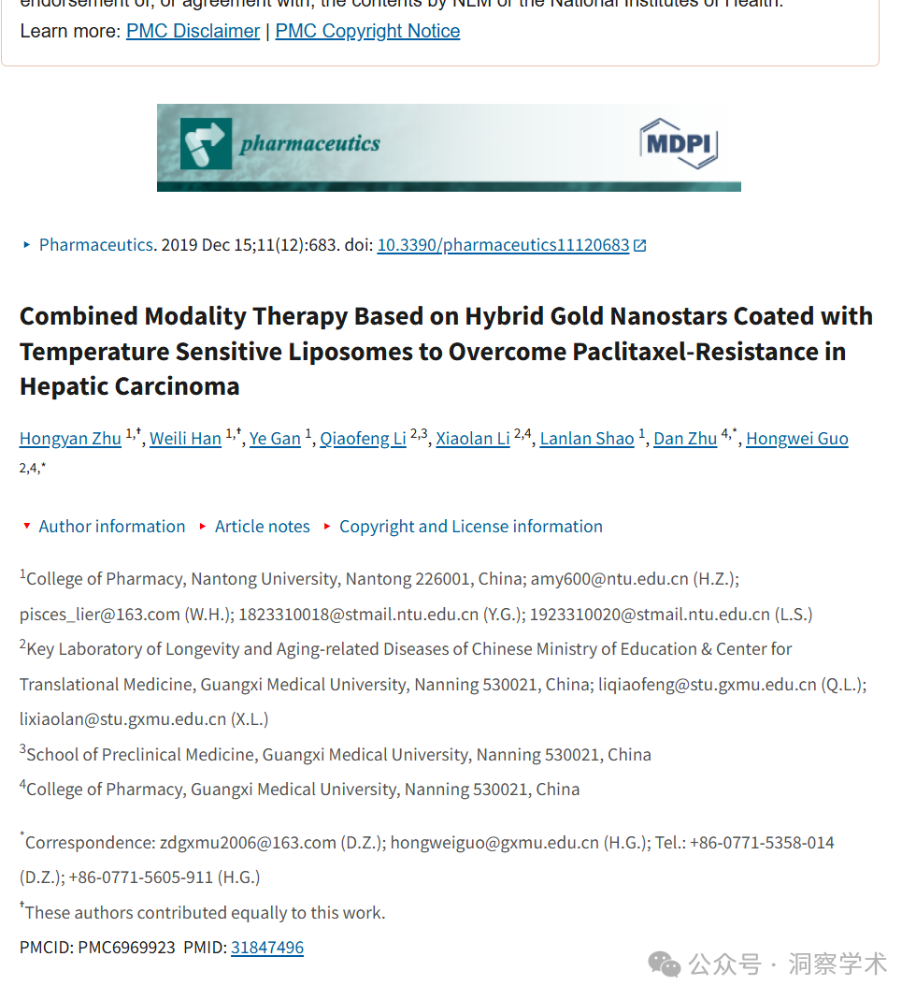 endorsement of, or agreement with, the contents by NLM or the National Institutes of Health.
Learn more: PMC Disclaimer | PMC Copyright Notice
pharmaceutics
MDPI
Pharmaceutics. 2019 Dec 15;11(12):683. doi: 10.3390/pharmaceutics11120683
Combined Modality Therapy Based on Hybrid Gold Nanostars Coated with
Temperature Sensitive Liposomes to Overcome Paclitaxel-Resistance in
Hepatic Carcinoma
Hongyan Zhu 1,†, Weili Han 1,†, Ye Gan 1, Qiaofeng Li 2,3, Xiaolan Li 2,4, Lanlan Shao 1, Dan Zhu 4,*, Hongwei Guo
2,4,*
Author information Article notes Copyright and License information
1College of Pharmacy, Nantong University, Nantong 226001, China; amy600@ntu.edu.cn (H.Z.);
pisces_lier@163.com (W.H.); 1823310018@stmail.ntu.edu.cn (Y.G.); 1923310020@stmail.ntu.edu.cn (L.S.)
2Key Laboratory of Longevity and Aging-related Diseases of Chinese Ministry of Education & Center for
Translational Medicine, Guangxi Medical University, Nanning 530021, China; liqiaofeng@stu.gxmu.edu.cn (Q.L.);
lixiaolan@stu.gxmu.edu.cn (X.L.)
3School of Preclinical Medicine, Guangxi Medical University, Nanning 530021, China
4College of Pharmacy, Guangxi Medical University, Nanning 530021, China
*Correspondence: zdgxmu2006@163.com (D.Z.); hongweiguo@gxmu.edu.cn (H.G.); Tel.: +86-0771-5358-014
(D.Z.); +86-0771-5605-911 (H.G.)
†These authors contributed equally to this work.
PMCID: PMC6969923 PMID: 31847496
公众号 · 洞察学术